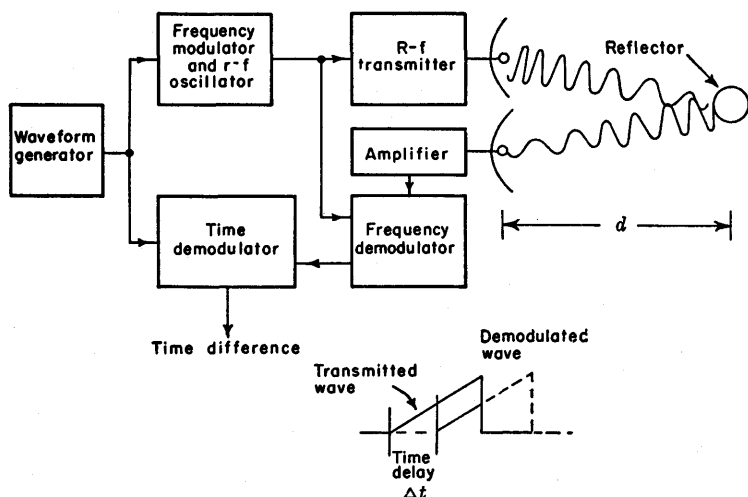 Frequency
modulator
and r-f
oscillator
R-f
transmitter
Reflector
Waveform
generator
Amplifier
Time
demodulator
Frequency
demodulator
d
Time difference
Demodulated
wave
Transmitted
wave
Time
delay
Δt